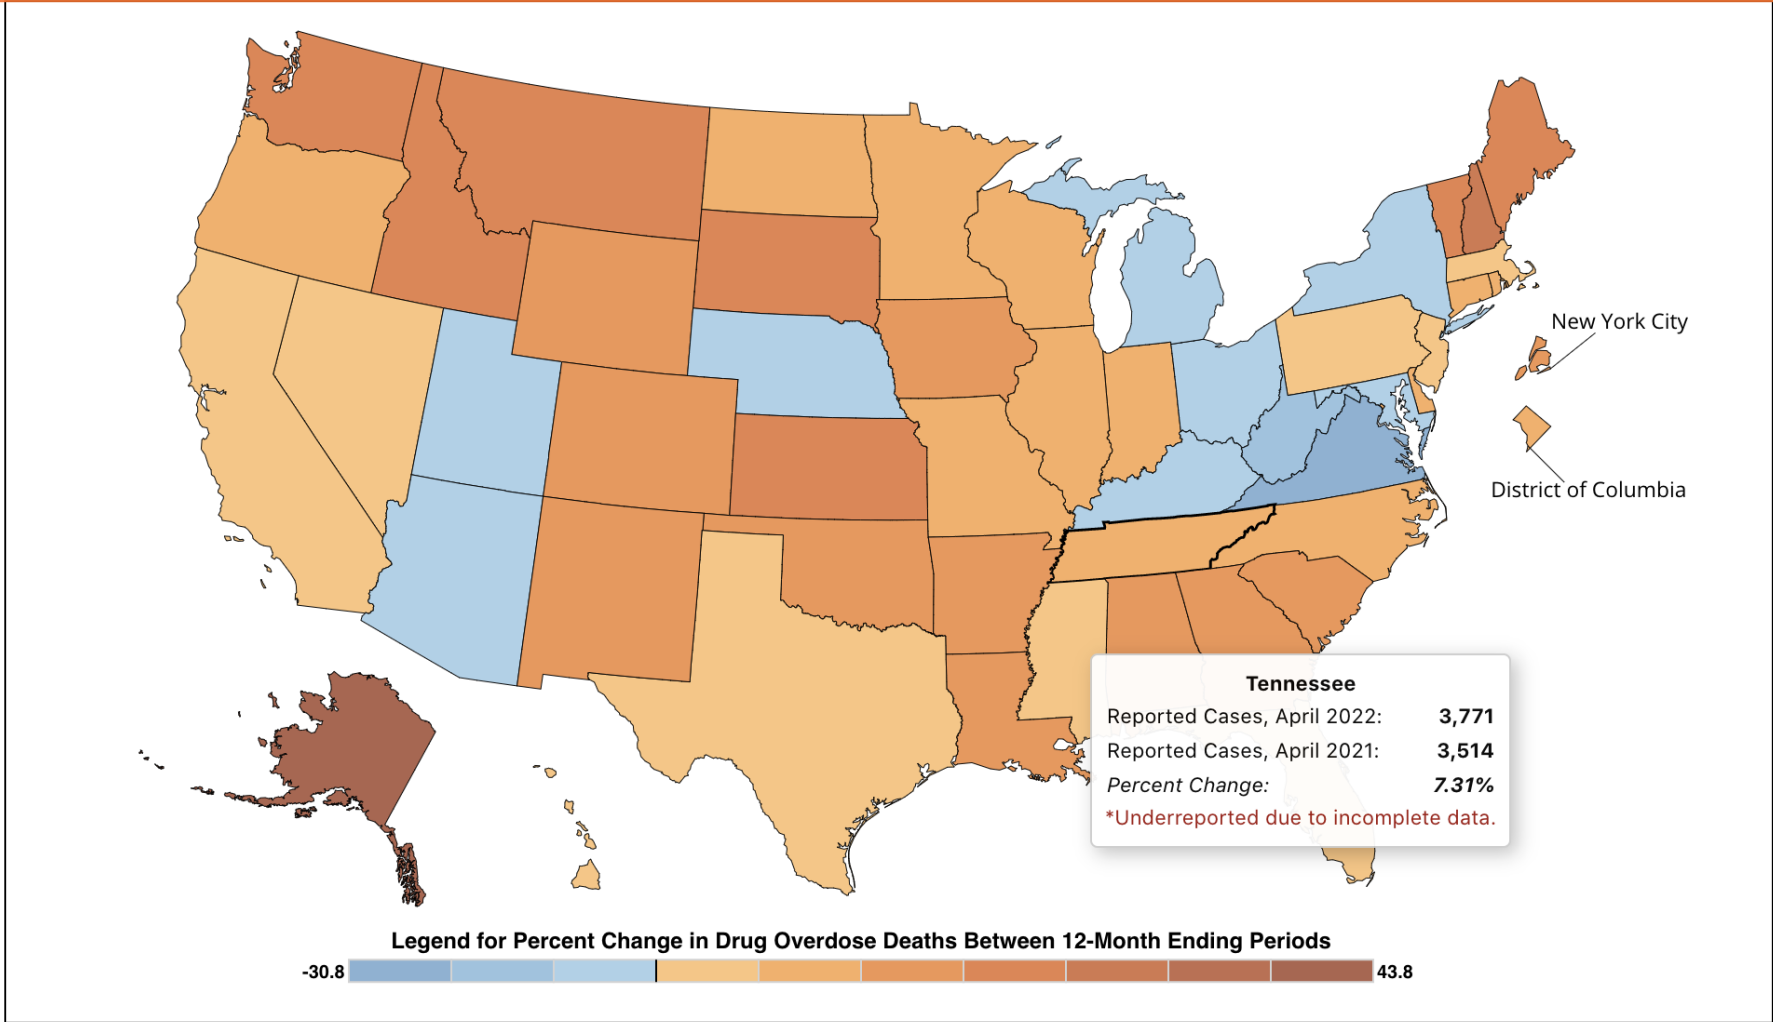 New York City
District of Columbia
Tennessee
Reported Cases, April 2022: 3,771
Reported Cases, April 2021: 3,514
Percent Change: 7.31%
*Underreported due to incomplete data.
Legend for Percent Change in Drug Overdose Deaths Between 12-Month Ending Periods
-30.8 43.8